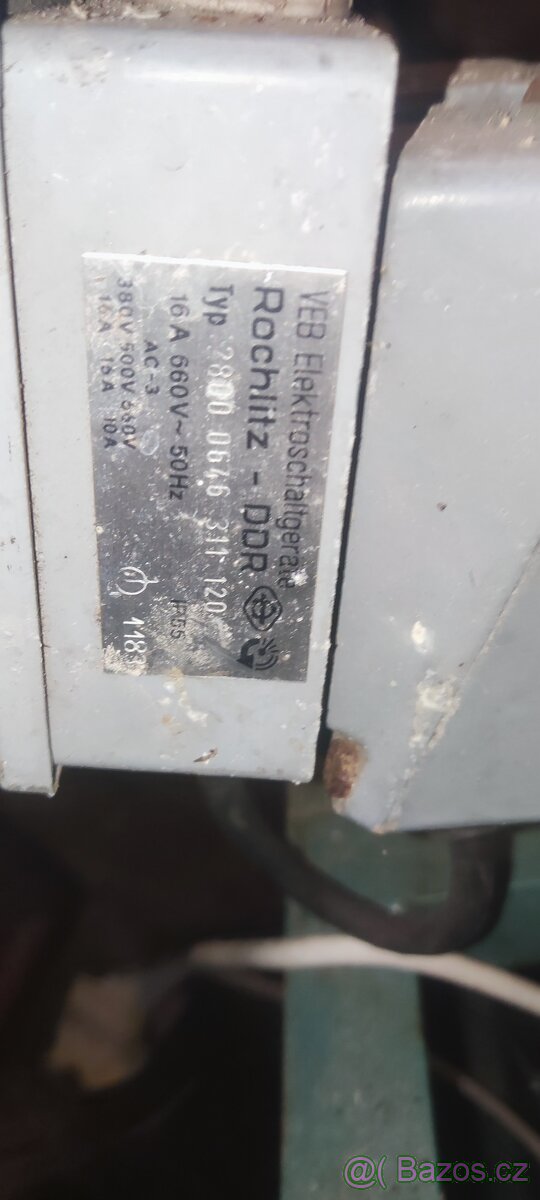 VEB Elektroschaltgeräte
Rochlitz - DDR
Typ 2800 0646 311 120
16 A 660V~ 50Hz IP55
AC-3
380V 500V 660V
16A 16A 10A
118
@( Bazos.cz